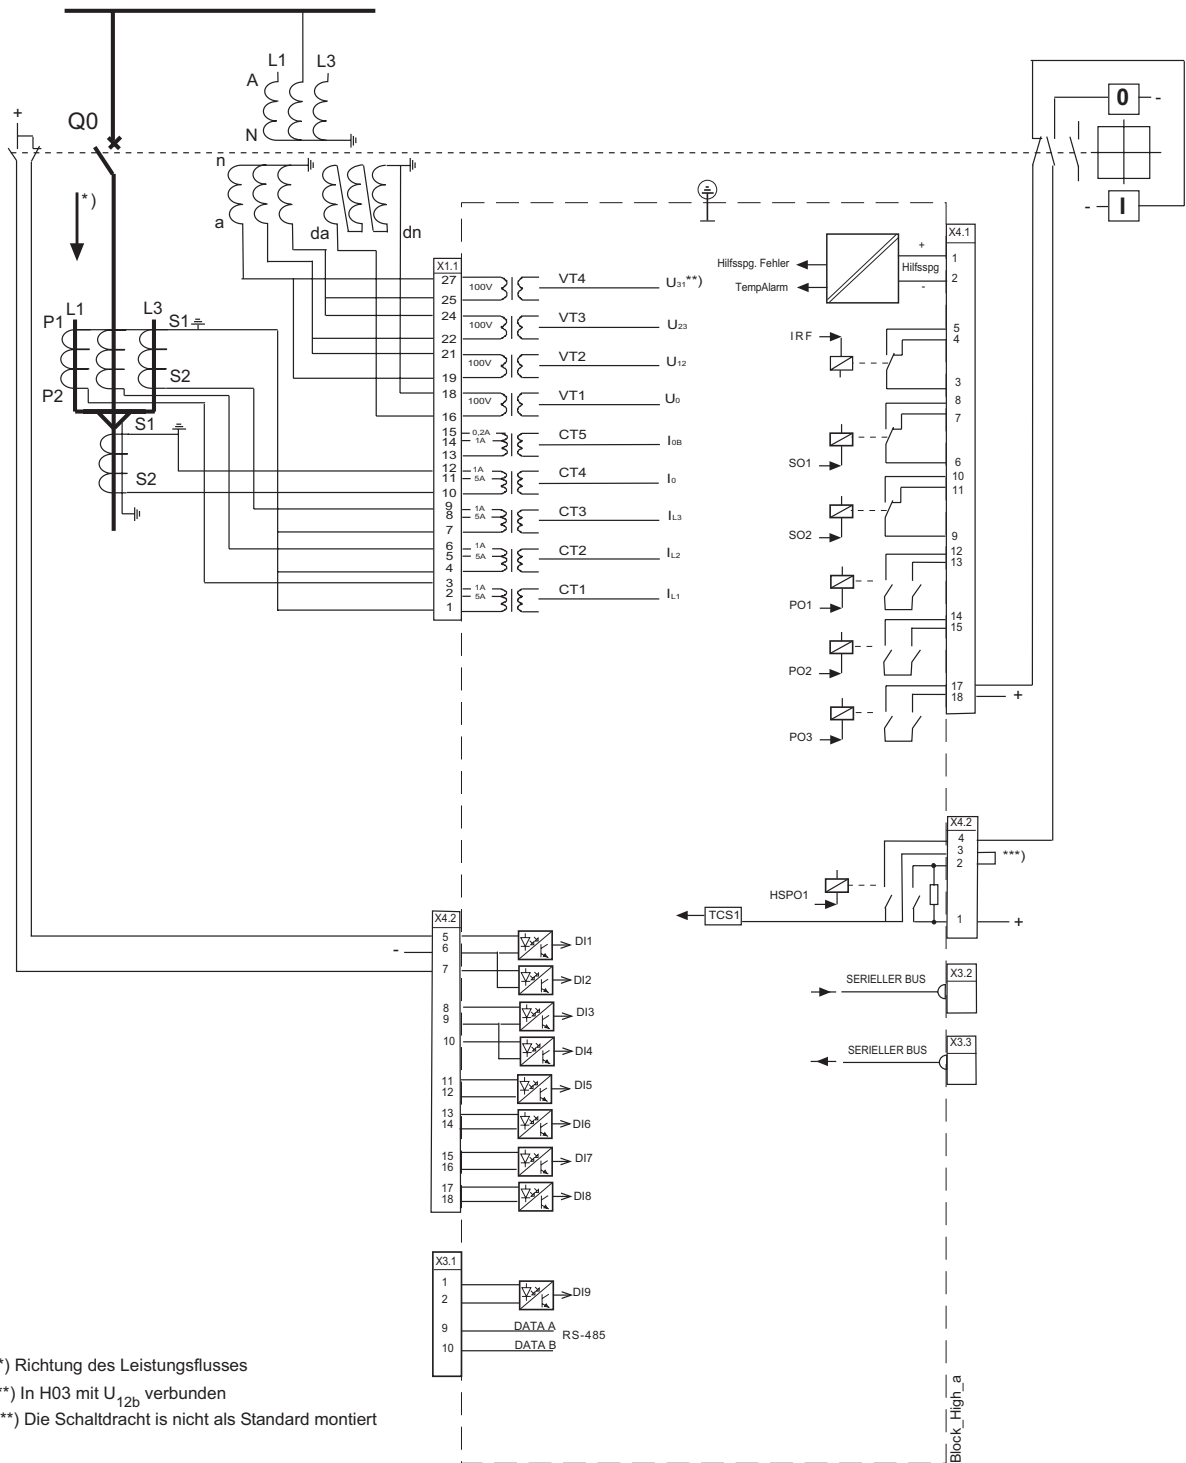 L1 L3
A
N
+
Q0
0 -
- I
n
a
da dn
*)
L1 L3
P1 S1
P2 S2
S1
S2
X1.1
27
25
24
22
21
19
18
16
15
14
13
12
11
10
9
8
7
6
5
4
3
2
1
100V VT4 U31**)
100V VT3 U23
100V VT2 U12
100V VT1 U0
0,2A
1A CT5 I0B
1A
5A CT4 I0
1A
5A CT3 IL3
1A
5A CT2 IL2
1A
5A CT1 IL1
X4.1
Hilfsspg. Fehler
TempAlarm
+
Hilfsspg
-
1
2
IRF
5
4
3
SO1
8
7
6
SO2
10
11
9
PO1
12
13
PO2
14
15
PO3
17
18 +
X4.2
4
3
2
1 +
***)
HSPO1
TCS1
X4.2
5
- 6
7
8
9
10
11
12
13
14
15
16
17
18
DI1
DI2
DI3
DI4
DI5
DI6
DI7
DI8
SERIELLER BUS X3.2
SERIELLER BUS X3.3
X3.1
1
2
9
10
DI9
DATA A
RS-485
DATA B
Block_High_a
*) Richtung des Leistungsflusses
**) In H03 mit U12b verbunden
**) Die Schaltdracht is nicht als Standard montiert